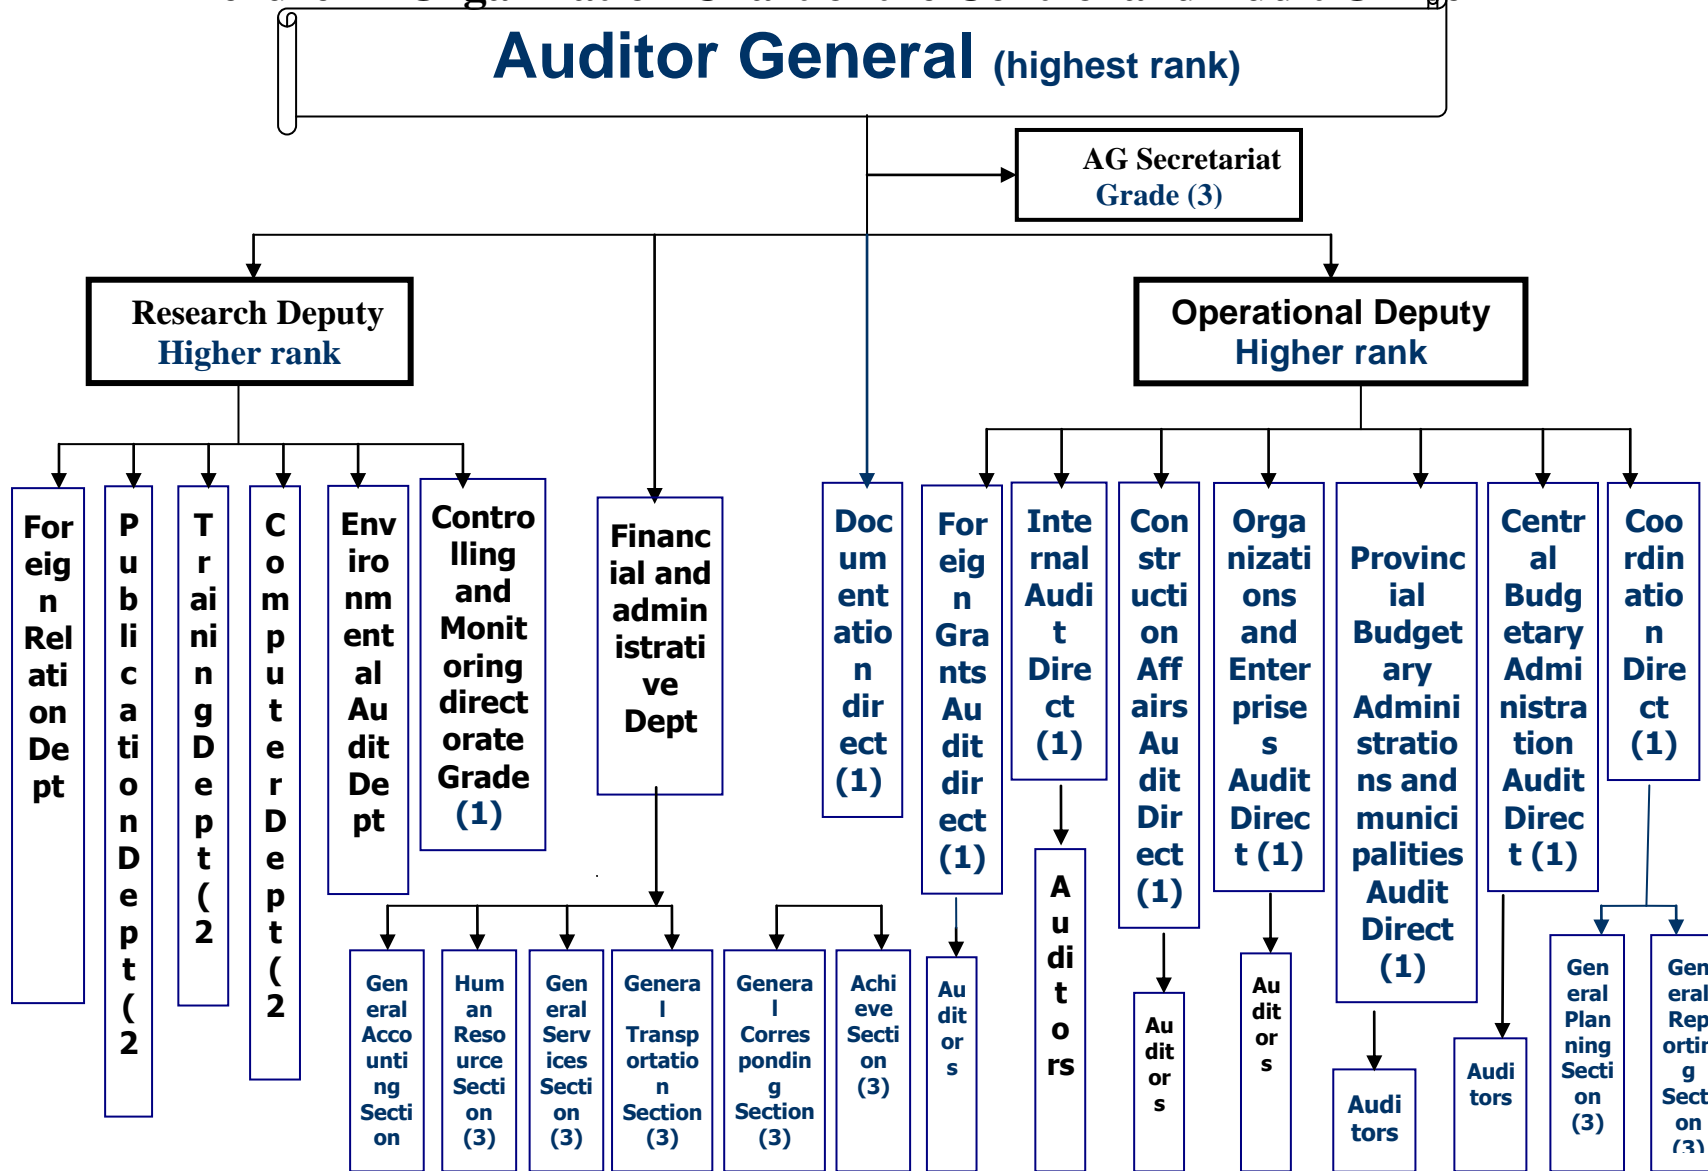 Auditor General (highest rank)
AG Secretariat
Grade (3)
Research Deputy
Higher rank
Operational Deputy
Higher rank
For
eig
n
Rel
ati
on
De
pt
P
u
b
li
c
a
ti
o
n
D
e
p
t
(
2
T
r
ai
ni
n
g
D
e
p
t
(
2
C
o
m
p
u
t
e
r
D
e
p
t
(
2
Env
iro
nm
ent
al
Au
dit
De
pt
Contro
lling
and
Monit
oring
direct
orate
Grade
(1)
Financ
ial and
admin
istrati
ve
Dept
Doc
um
ent
atio
n
dir
ect
(1)
For
eig
n
Gra
nts
Au
dit
dir
ect
(1)
Inte
rnal
Audi
t
Dire
ct
(1)
Con
str
ucti
on
Aff
airs
Au
dit
Dir
ect
(1)
Orga
nizati
ons
and
Enter
prise
s
Audit
Direc
t (1)
Provinc
ial
Budget
ary
Admini
stratio
ns and
munici
palities
Audit
Direct
(1)
Centr
al
Budg
etary
Admi
nistra
tion
Audit
Direc
t (1)
Coo
rdin
atio
n
Dire
ct
(1)
Gen
eral
Acco
unti
ng
Secti
on
Hum
an
Reso
urce
Secti
on
(3)
Gen
eral
Serv
ices
Secti
on
(3)
Genera
l
Transp
ortatio
n
Section
(3)
Genera
l
Corres
pondin
g
Section
(3)
Achi
eve
Secti
on
(3)
Au
dit
or
s
A
u
di
t
o
rs
Au
dit
or
s
Au
dit
or
s
Audi
tors
Audi
tors
Gen
eral
Plan
ning
Secti
on
(3)
Gen
eral
Rep
ortin
g
Secti
on
(3)